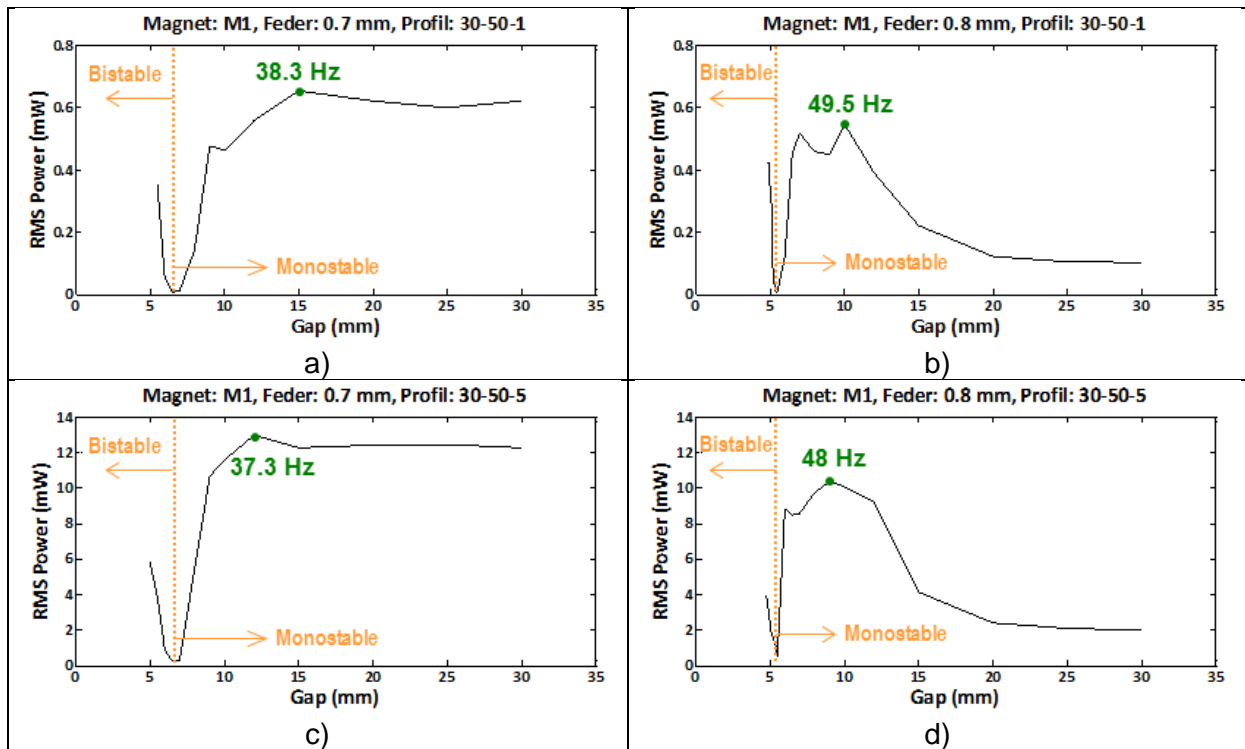 Magnet: M1, Feder: 0.7 mm, Profil: 30-50-1
0.8
0.6
0.4
0.2
0
RMS Power (mW)
Bistable
38.3 Hz
Monostable
0 5 10 15 20 25 30 35
Gap (mm)
a)
Magnet: M1, Feder: 0.8 mm, Profil: 30-50-1
0.8
0.6
0.4
0.2
0
RMS Power (mW)
Bistable
49.5 Hz
Monostable
0 5 10 15 20 25 30 35
Gap (mm)
b)
Magnet: M1, Feder: 0.7 mm, Profil: 30-50-5
14
12
10
8
6
4
2
0
RMS Power (mW)
Bistable
37.3 Hz
Monostable
0 5 10 15 20 25 30 35
Gap (mm)
c)
Magnet: M1, Feder: 0.8 mm, Profil: 30-50-5
14
12
10
8
6
4
2
0
RMS Power (mW)
Bistable
48 Hz
Monostable
0 5 10 15 20 25 30 35
Gap (mm)
d)